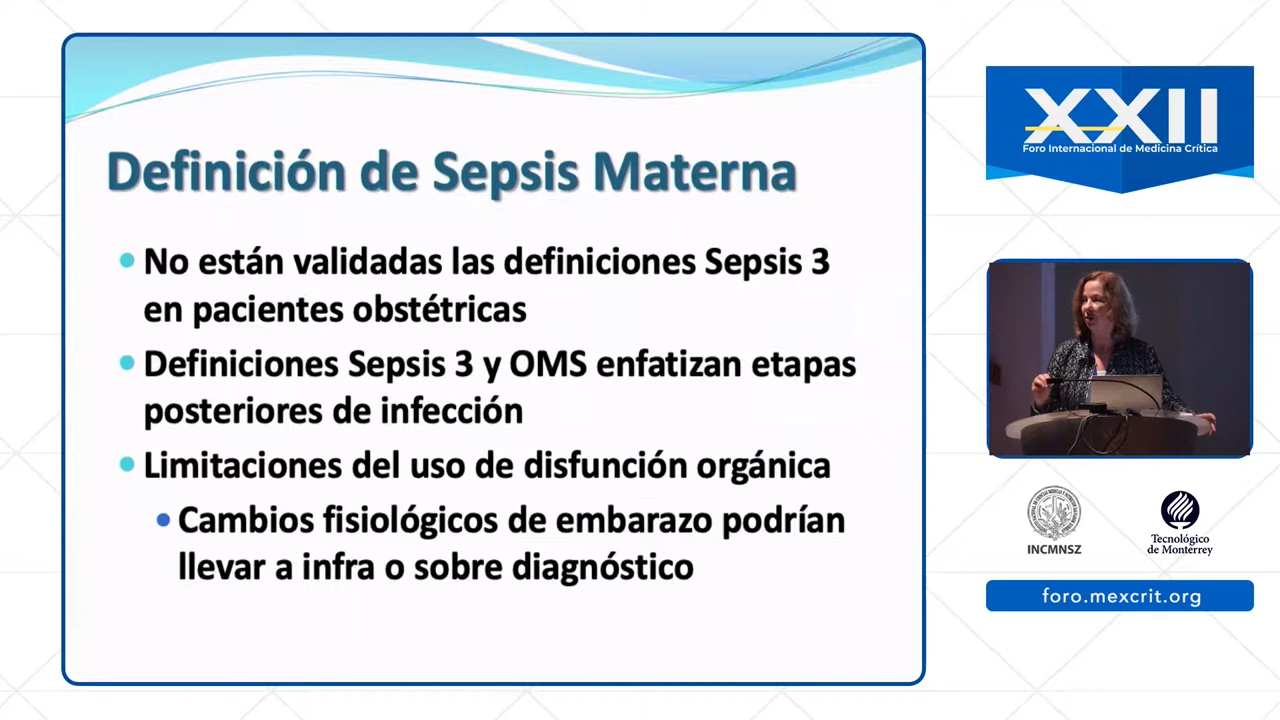 Definición de Sepsis Materna
No están validadas las definiciones Sepsis 3
en pacientes obstétricas
Definiciones Sepsis 3 y OMS enfatizan etapas
posteriores de infección
Limitaciones del uso de disfunción orgánica
Cambios fisiológicos de embarazo podrían
llevar a infra o sobre diagnóstico
XXII
Foro Internacional de Medicina Crítica
INCMNSZ
Tecnológico
de Monterrey
foro.mexcrit.org